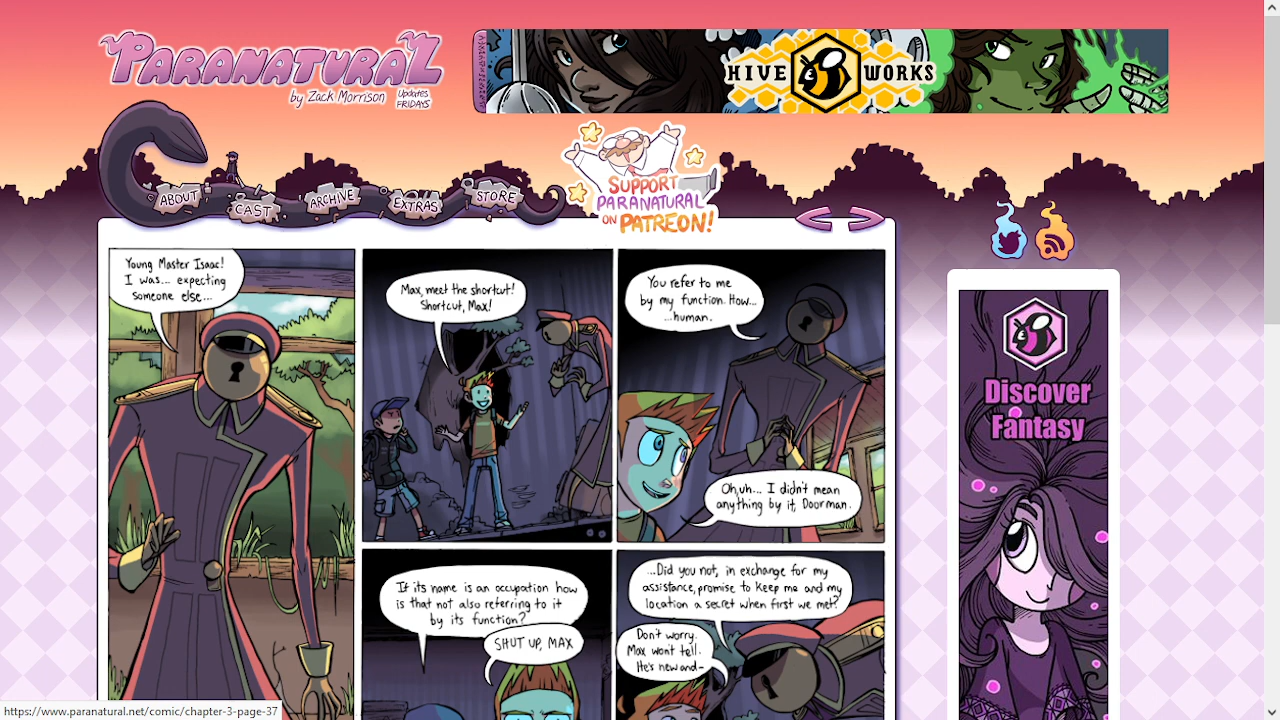 PARANATURAL
by Zack Morrison
Updates
FRIDAYS
HIVE WORKS
ABOUT
CAST
ARCHIVE
EXTRAS
STORE
SUPPORT
PARANATURAL
ON PATREON!
Young Master Isaac!
I was... expecting
someone else...
Max, meet the shortcut!
Shortcut, Max!
You refer to me
by my function. How...
...human.
Oh, uh... I didn't mean
anything by it, Doorman.
If its name is an occupation how
is that not also referring to it
by its function?
SHUT UP, MAX
...Did you not, in exchange for my
assistance, promise to keep me and my
location a secret when first we met?
Don't worry.
Max won't tell.
He's new and-
Discover
Fantasy
https://www.paranatural.net/comic/chapter-3-page-37